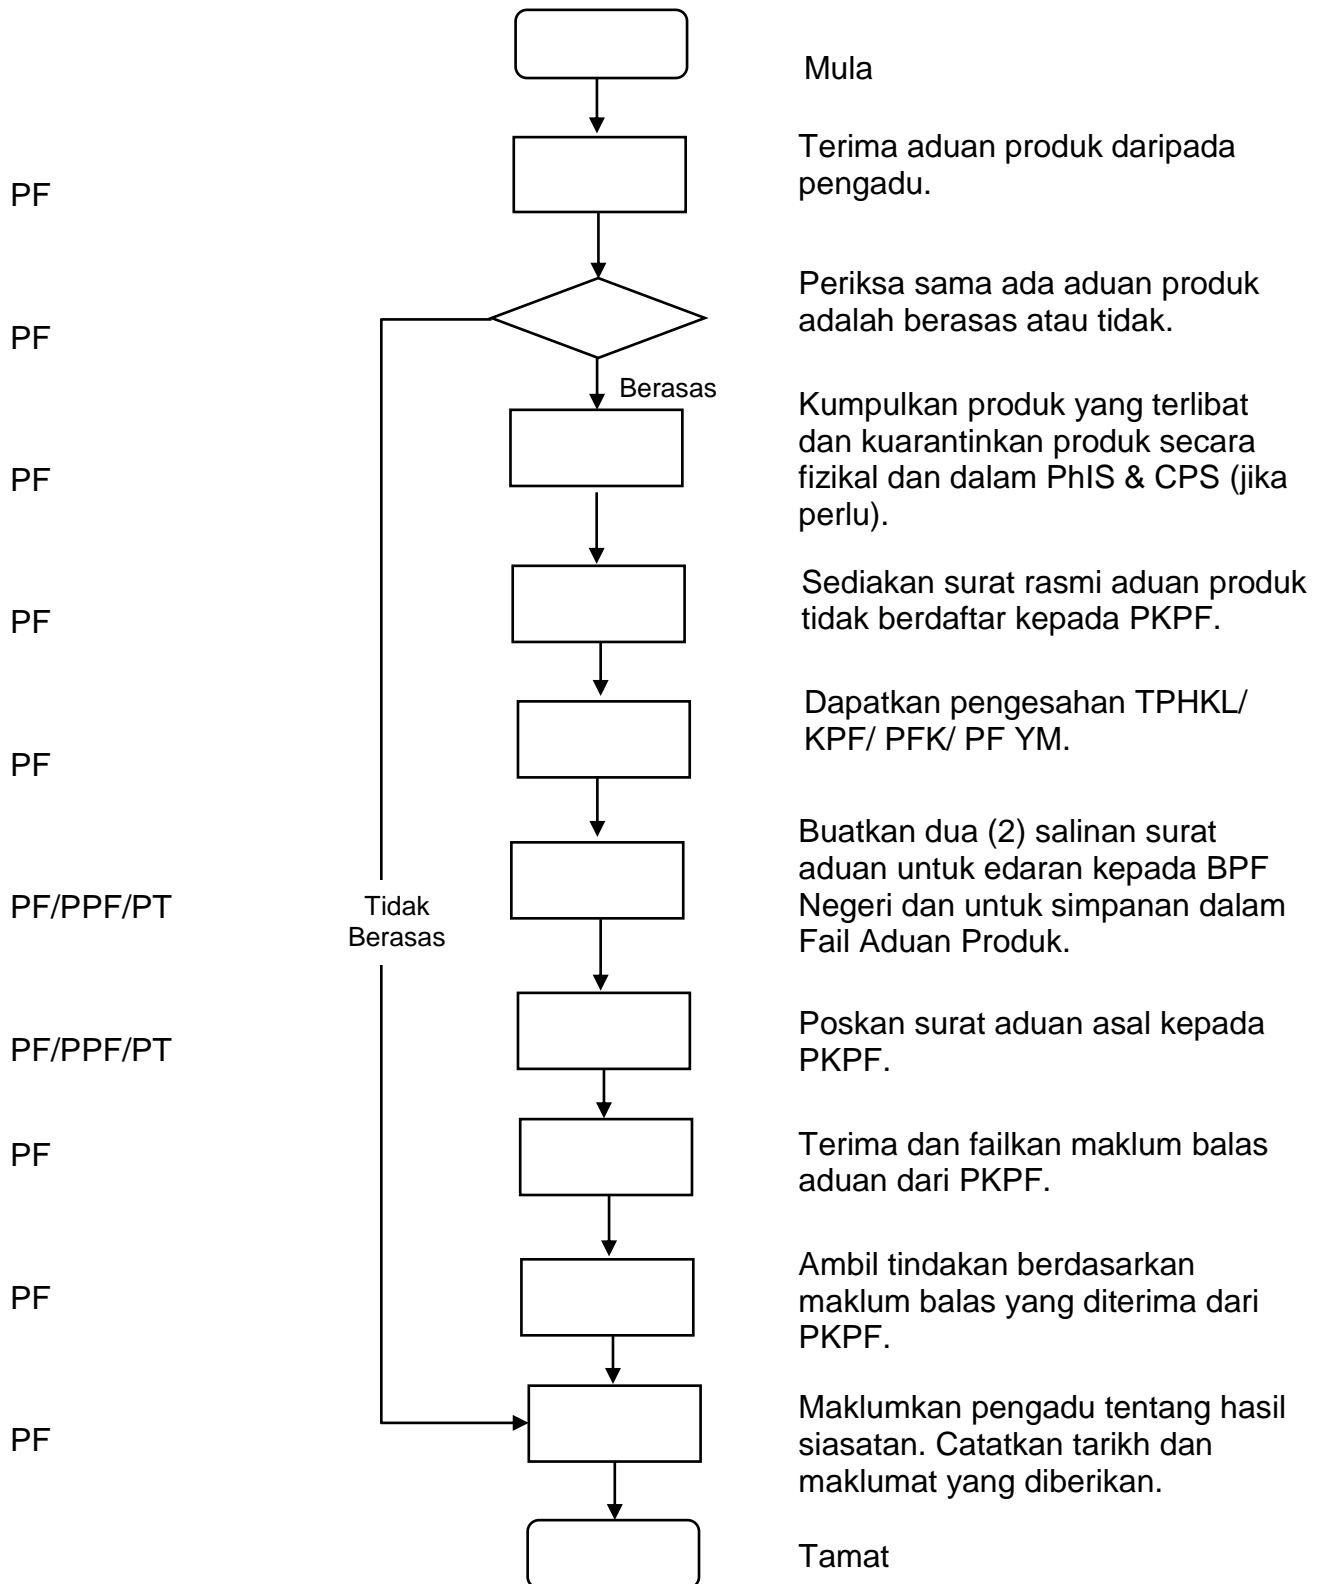 Mula
PF
Terima aduan produk daripada
pengadu.
PF
Periksa sama ada aduan produk
adalah berasas atau tidak.
Berasas
PF
Kumpulkan produk yang terlibat
dan kuarantinkan produk secara
fizikal dan dalam PhIS & CPS (jika
perlu).
PF
Sediakan surat rasmi aduan produk
tidak berdaftar kepada PKPF.
PF
Dapatkan pengesahan TPHKL/
KPF/ PFK/ PF YM.
PF/PPF/PT
Tidak
Berasas
Buatkan dua (2) salinan surat
aduan untuk edaran kepada BPF
Negeri dan untuk simpanan dalam
Fail Aduan Produk.
PF/PPF/PT
Poskan surat aduan asal kepada
PKPF.
PF
Terima dan failkan maklum balas
aduan dari PKPF.
PF
Ambil tindakan berdasarkan
maklum balas yang diterima dari
PKPF.
PF
Maklumkan pengadu tentang hasil
siasatan. Catatkan tarikh dan
maklumat yang diberikan.
Tamat